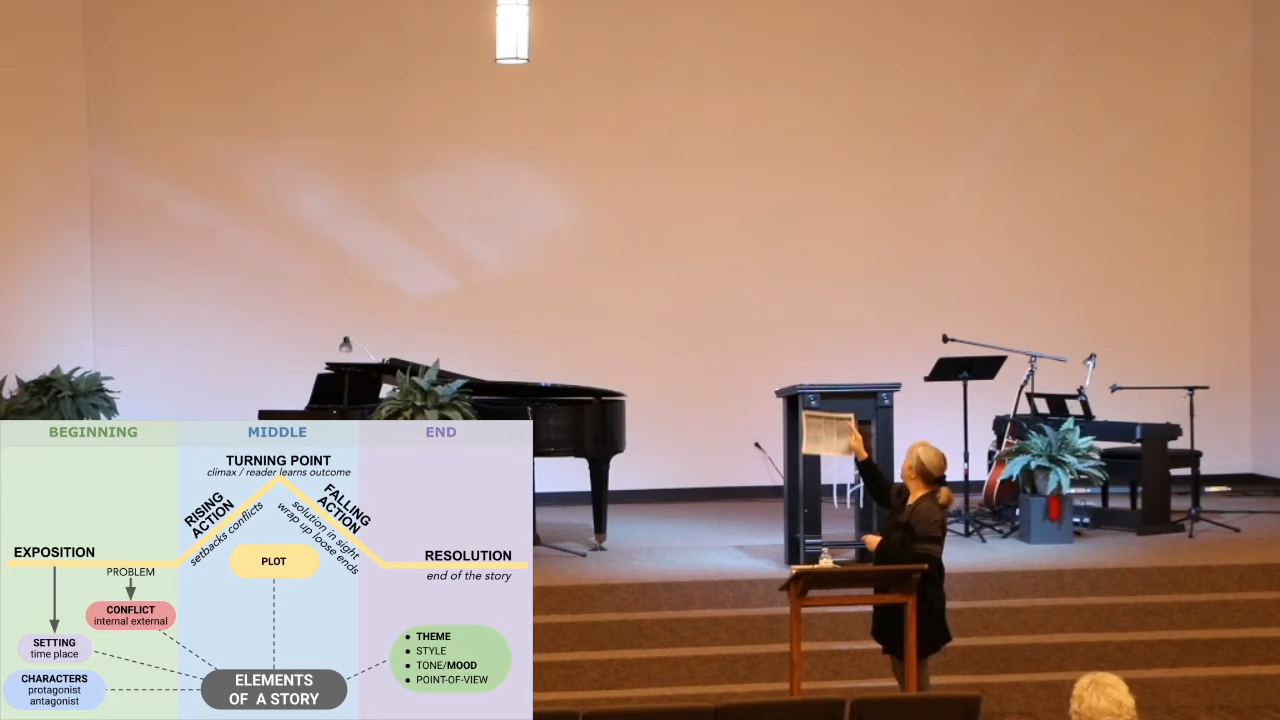 BEGINNING
MIDDLE
END
TURNING POINT
climax / reader learns outcome
RISING
ACTION
setbacks conflicts
FALLING
ACTION
solution in sight
wrap up loose ends
EXPOSITION
PROBLEM
PLOT
RESOLUTION
end of the story
CONFLICT
internal external
SETTING
time place
CHARACTERS
protagonist
antagonist
ELEMENTS
OF A STORY
● THEME
● STYLE
● TONE/MOOD
● POINT-OF-VIEW